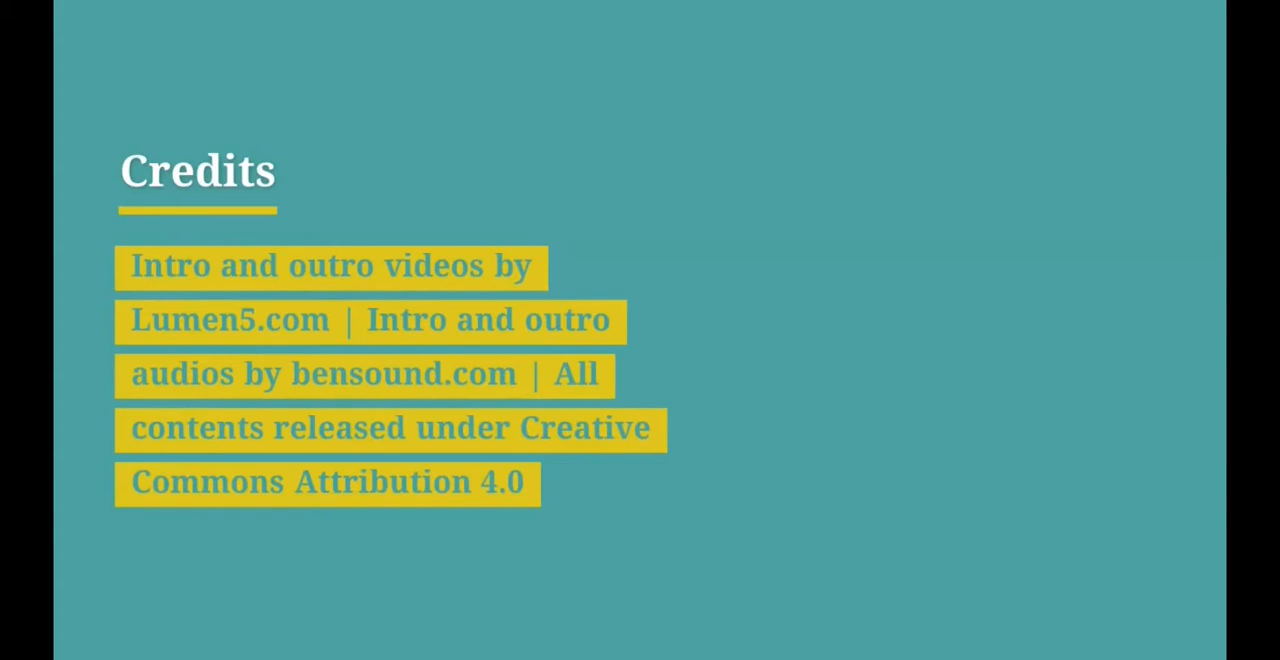 Credits
Intro and outro videos by
Lumen5.com | Intro and outro
audios by bensound.com | All
contents released under Creative
Commons Attribution 4.0